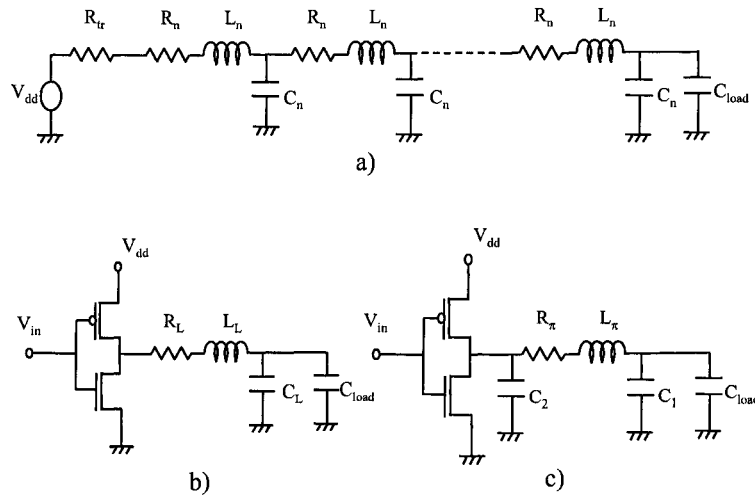 R_tr R_n L_n R_n L_n R_n L_n
V_dd C_n C_n C_n C_load
a)
V_dd V_dd
V_in R_L L_L V_in R_π L_π
C_L C_load C_2 C_1 C_load
b) c)